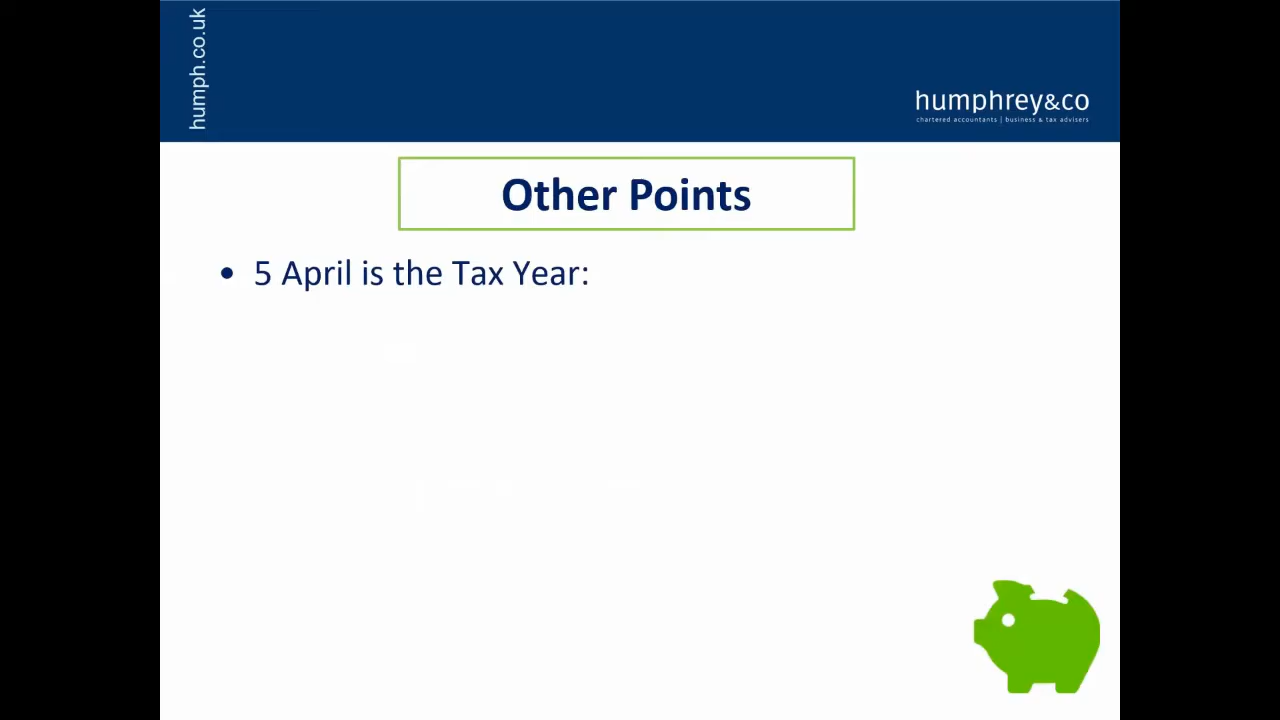 humph.co.uk
humphrey&co
chartered accountants | business & tax advisers
Other Points
• 5 April is the Tax Year: